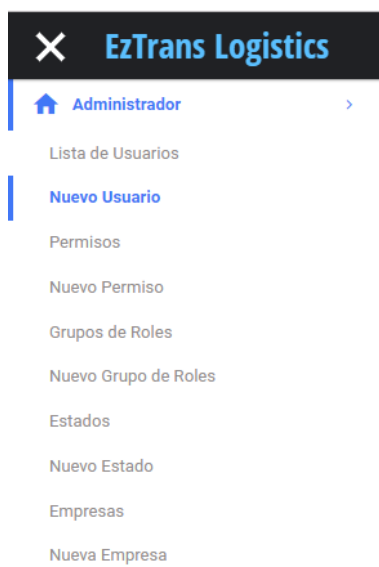 EzTrans Logistics
Administrador
Lista de Usuarios
Nuevo Usuario
Permisos
Nuevo Permiso
Grupos de Roles
Nuevo Grupo de Roles
Estados
Nuevo Estado
Empresas
Nueva Empresa